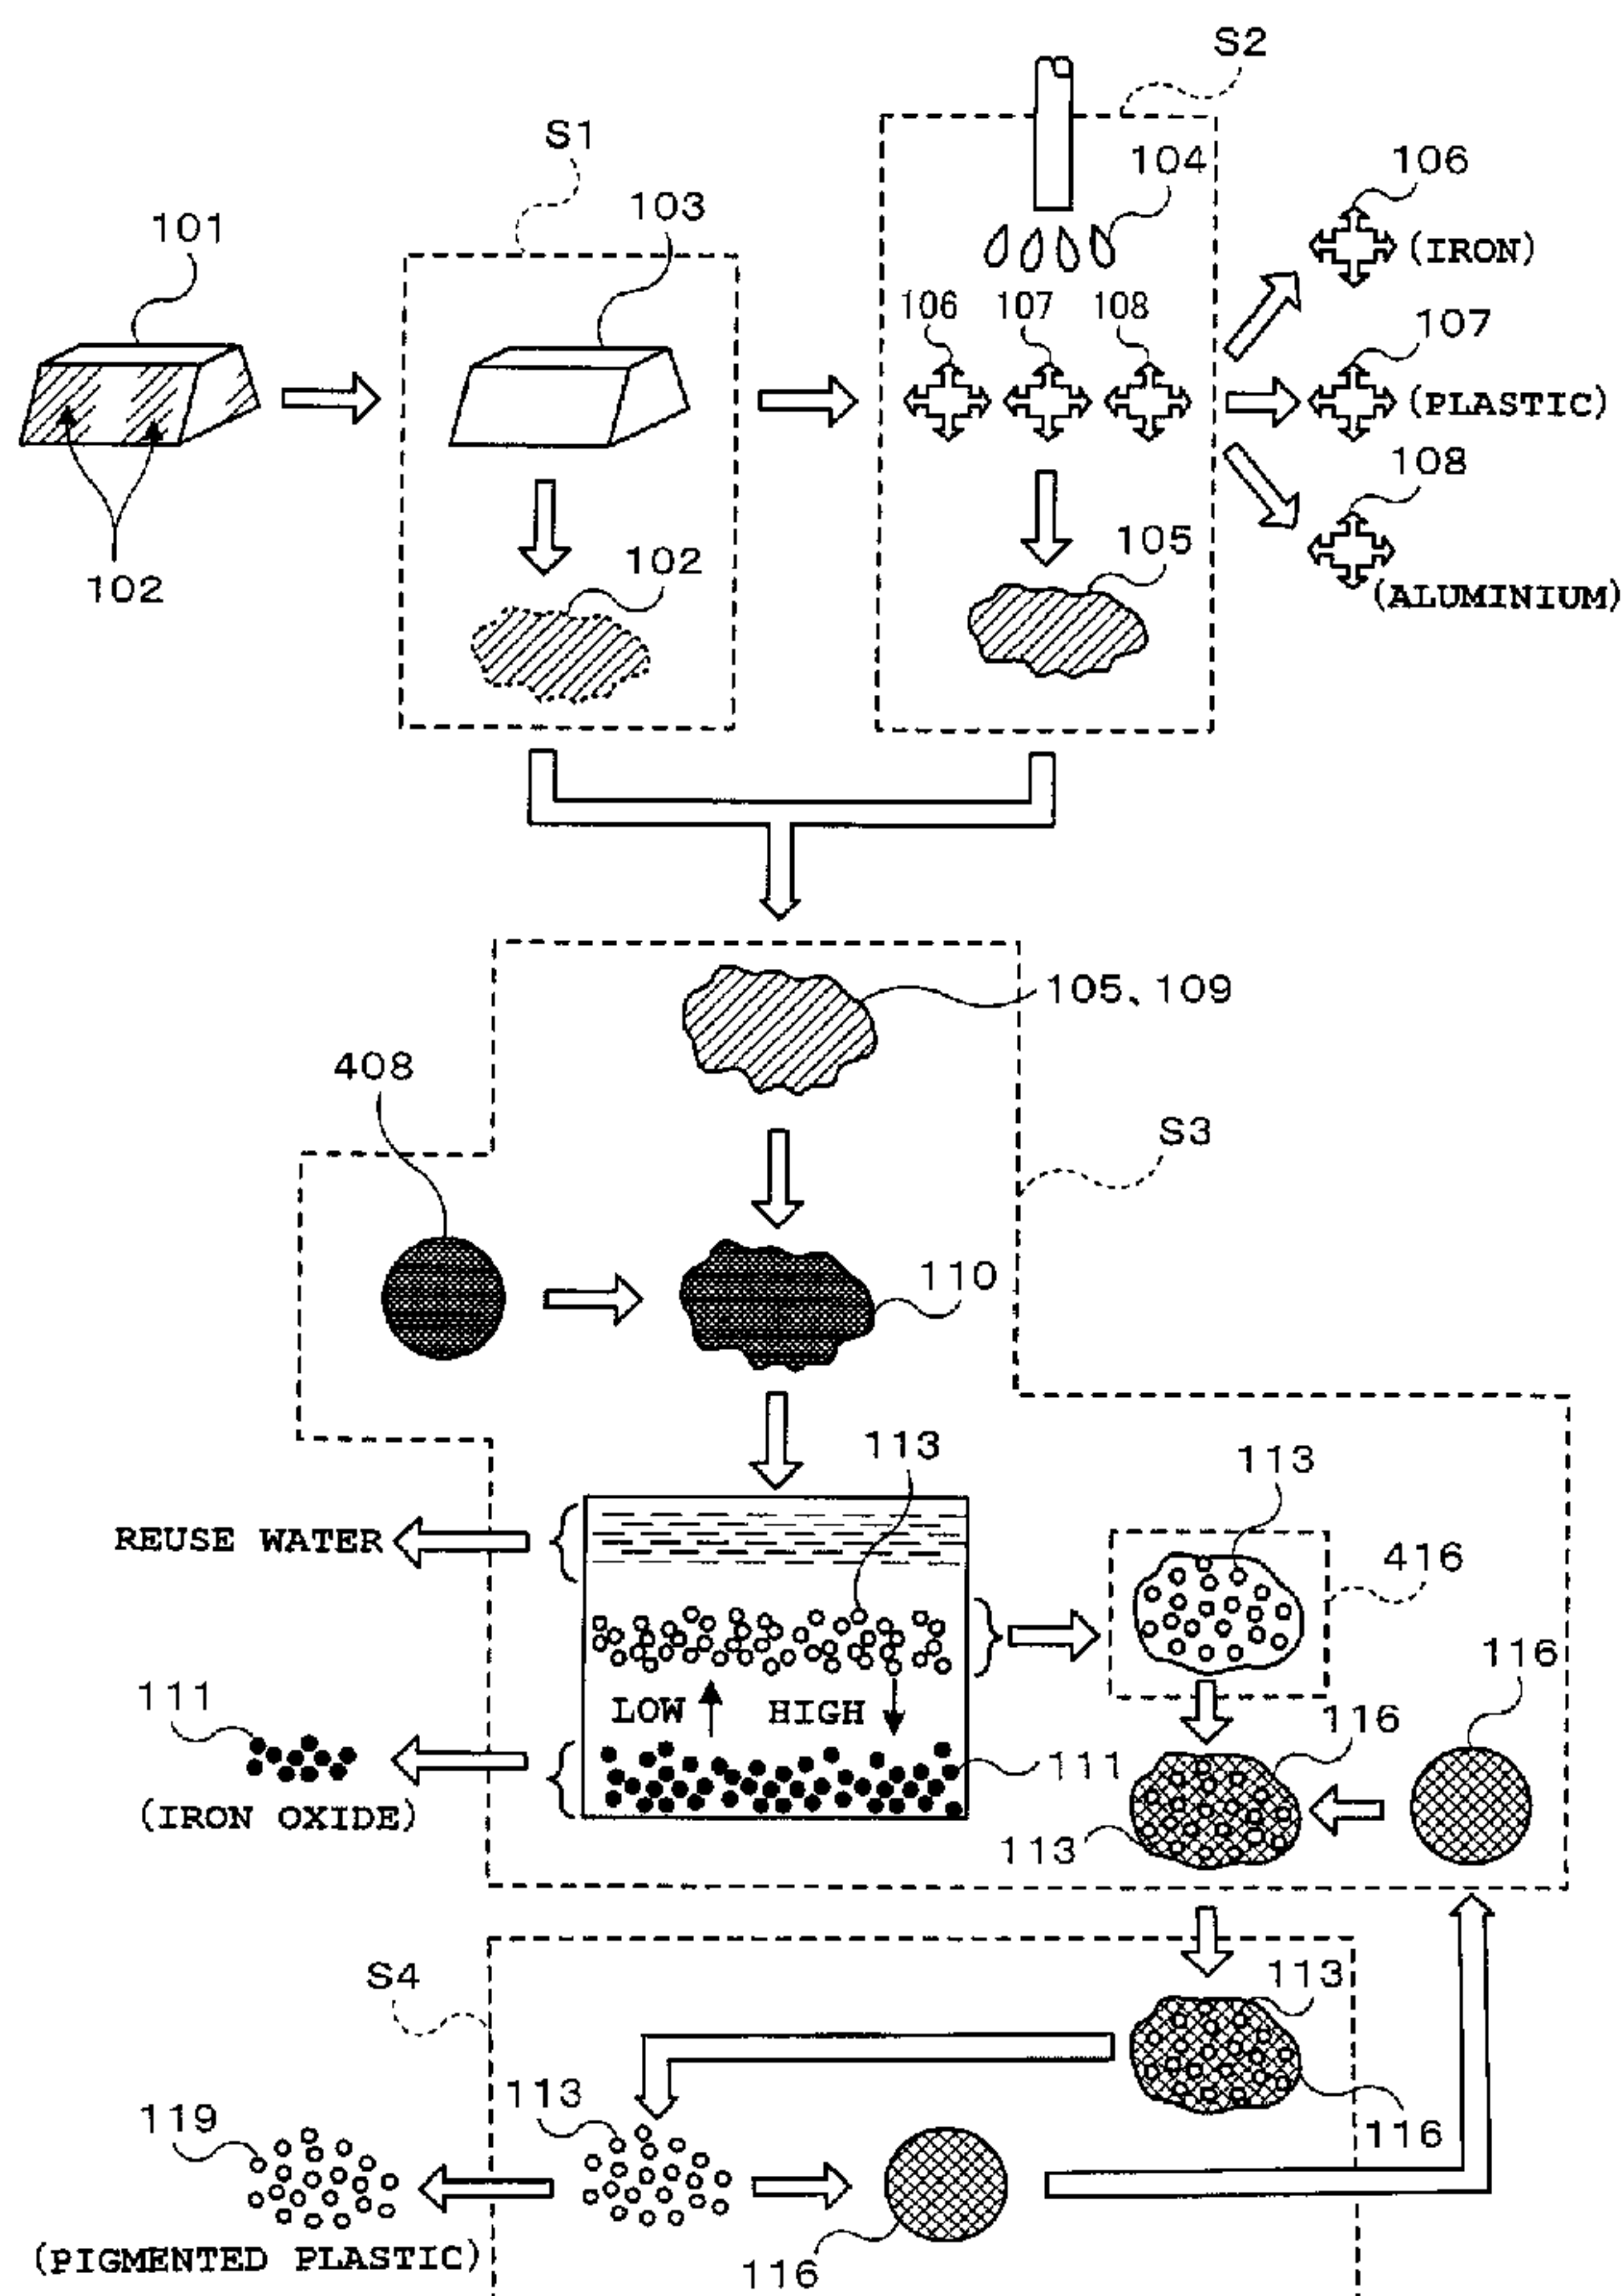 S2
S1
104
106
(IRON)
103
101
106
107
108
107
(PLASTIC)
108
102
102
105
(ALUMINIUM)
105、109
408
S3
110
113
113
REUSE WATER
416
116
111
LOW
HIGH
116
111
(IRON OXIDE)
113
S4
113
113
119
116
(PIGMENTED PLASTIC)
116